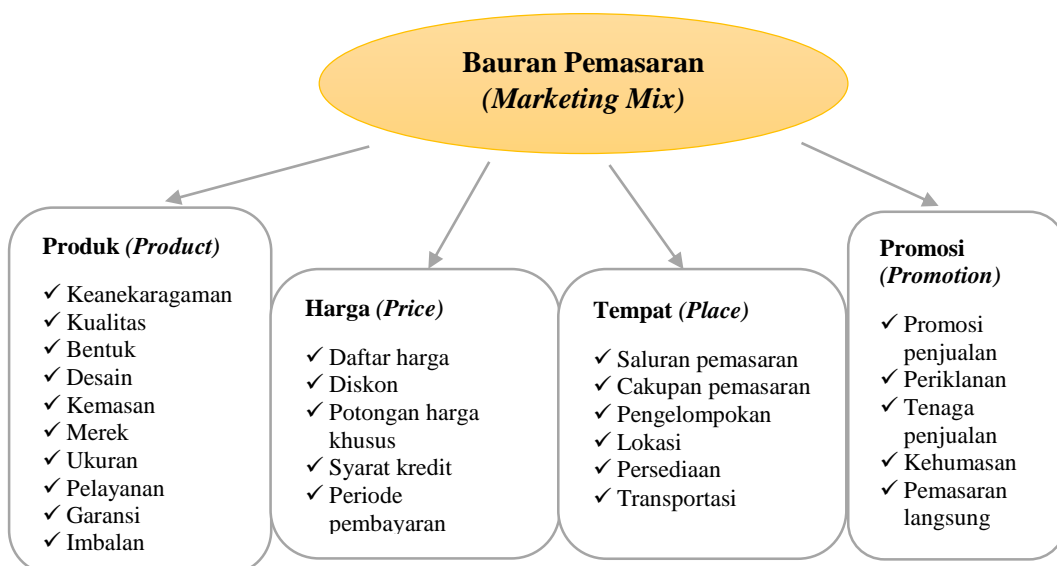 Bauran Pemasaran
(Marketing Mix)
Produk (Product)
✓ Keanekaragaman
✓ Kualitas
✓ Bentuk
✓ Desain
✓ Kemasan
✓ Merek
✓ Ukuran
✓ Pelayanan
✓ Garansi
✓ Imbalan
Harga (Price)
✓ Daftar harga
✓ Diskon
✓ Potongan harga
khusus
✓ Syarat kredit
✓ Periode
pembayaran
Tempat (Place)
✓ Saluran pemasaran
✓ Cakupan pemasaran
✓ Pengelompokan
✓ Lokasi
✓ Persediaan
✓ Transportasi
Promosi
(Promotion)
✓ Promosi
penjualan
✓ Periklanan
✓ Tenaga
penjualan
✓ Kehumasan
✓ Pemasaran
langsung